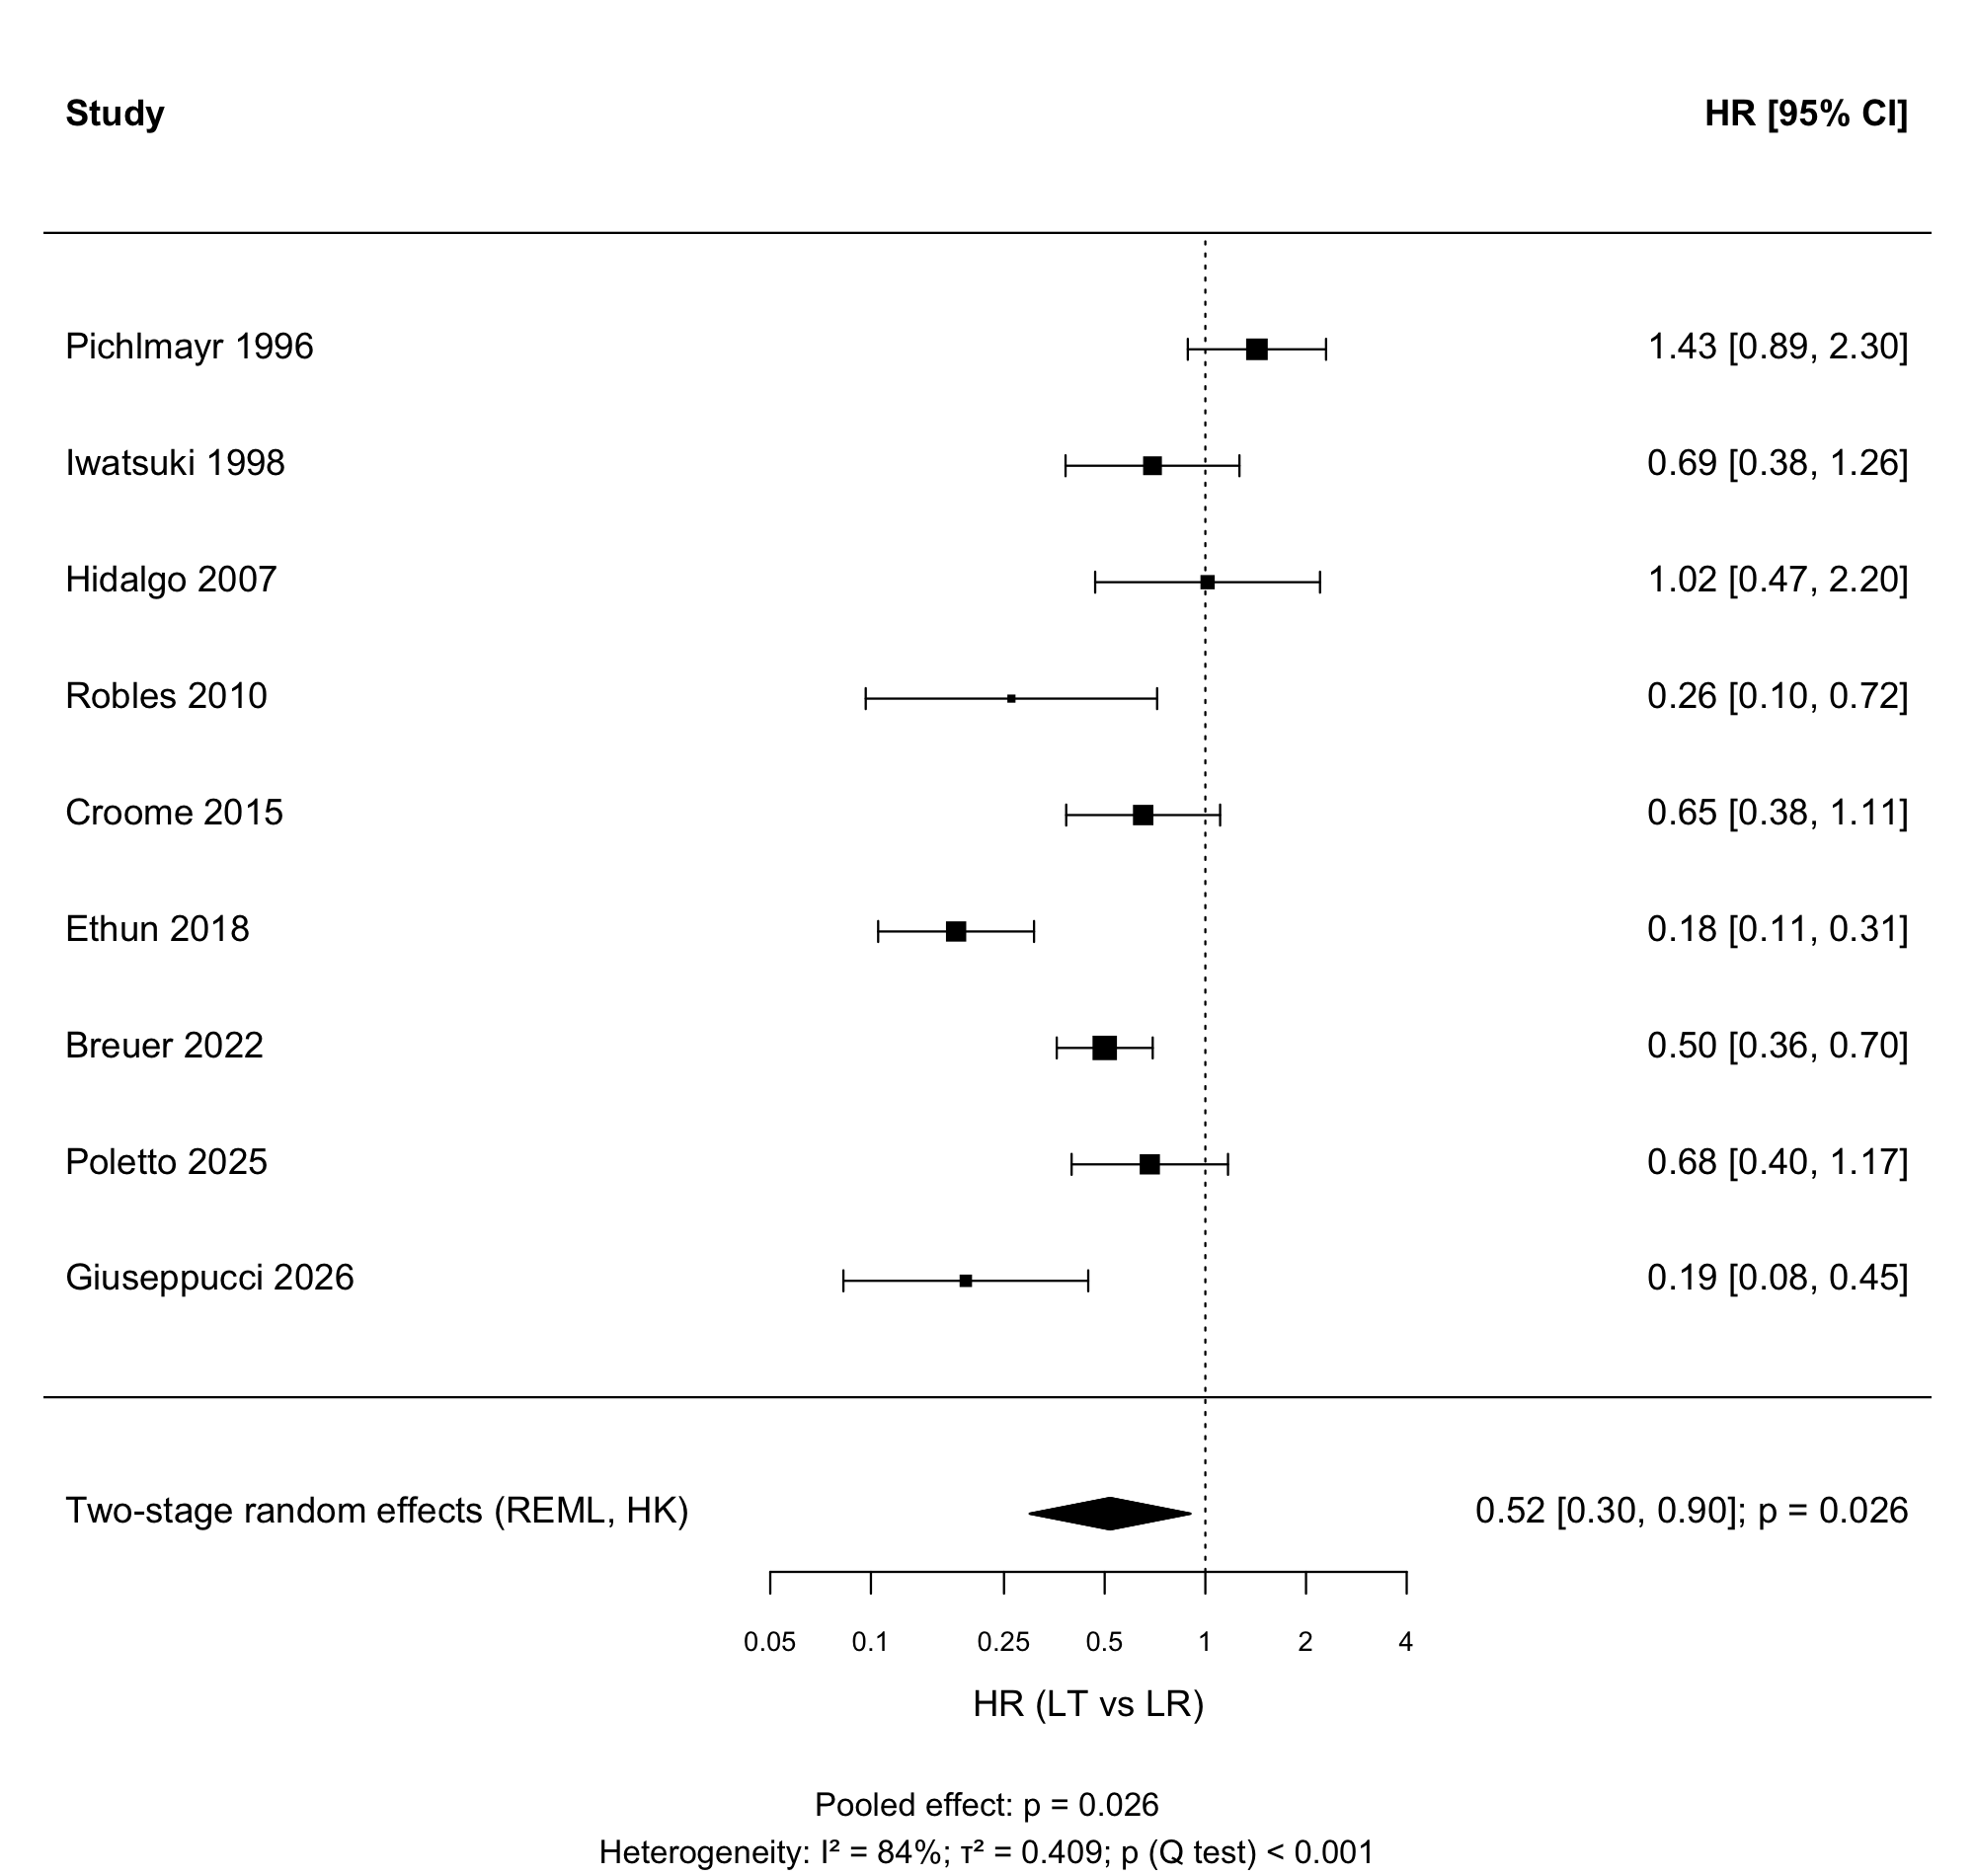 Study HR [95% CI]
Pichlmayr 1996 1.43 [0.89, 2.30]
Iwatsuki 1998 0.69 [0.38, 1.26]
Hidalgo 2007 1.02 [0.47, 2.20]
Robles 2010 0.26 [0.10, 0.72]
Croome 2015 0.65 [0.38, 1.11]
Ethun 2018 0.18 [0.11, 0.31]
Breuer 2022 0.50 [0.36, 0.70]
Poletto 2025 0.68 [0.40, 1.17]
Giuseppucci 2026 0.19 [0.08, 0.45]
Two-stage random effects (REML, HK) 0.52 [0.30, 0.90]; p = 0.026
0.05 0.1 0.25 0.5 1 2 4
HR (LT vs LR)
Pooled effect: p = 0.026
Heterogeneity: I² = 84%; τ² = 0.409; p (Q test) < 0.001